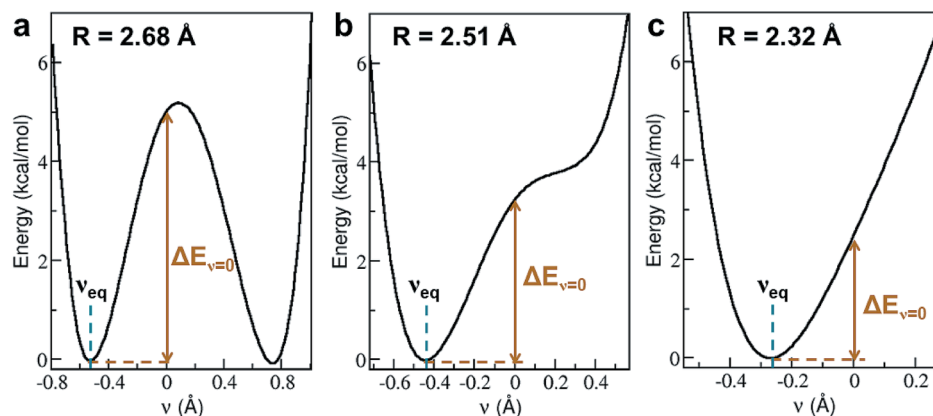 a
R = 2.68 Å
Energy (kcal/mol)
6
4
2
0
ν_eq
ΔE_ν=0
-0.8 -0.4 0 0.4 0.8
ν (Å)
b
R = 2.51 Å
Energy (kcal/mol)
6
4
2
0
ν_eq
ΔE_ν=0
-0.6 -0.4 -0.2 0 0.2 0.4
ν (Å)
c
R = 2.32 Å
Energy (kcal/mol)
6
4
2
0
ν_eq
ΔE_ν=0
-0.4 -0.2 0 0.2
ν (Å)